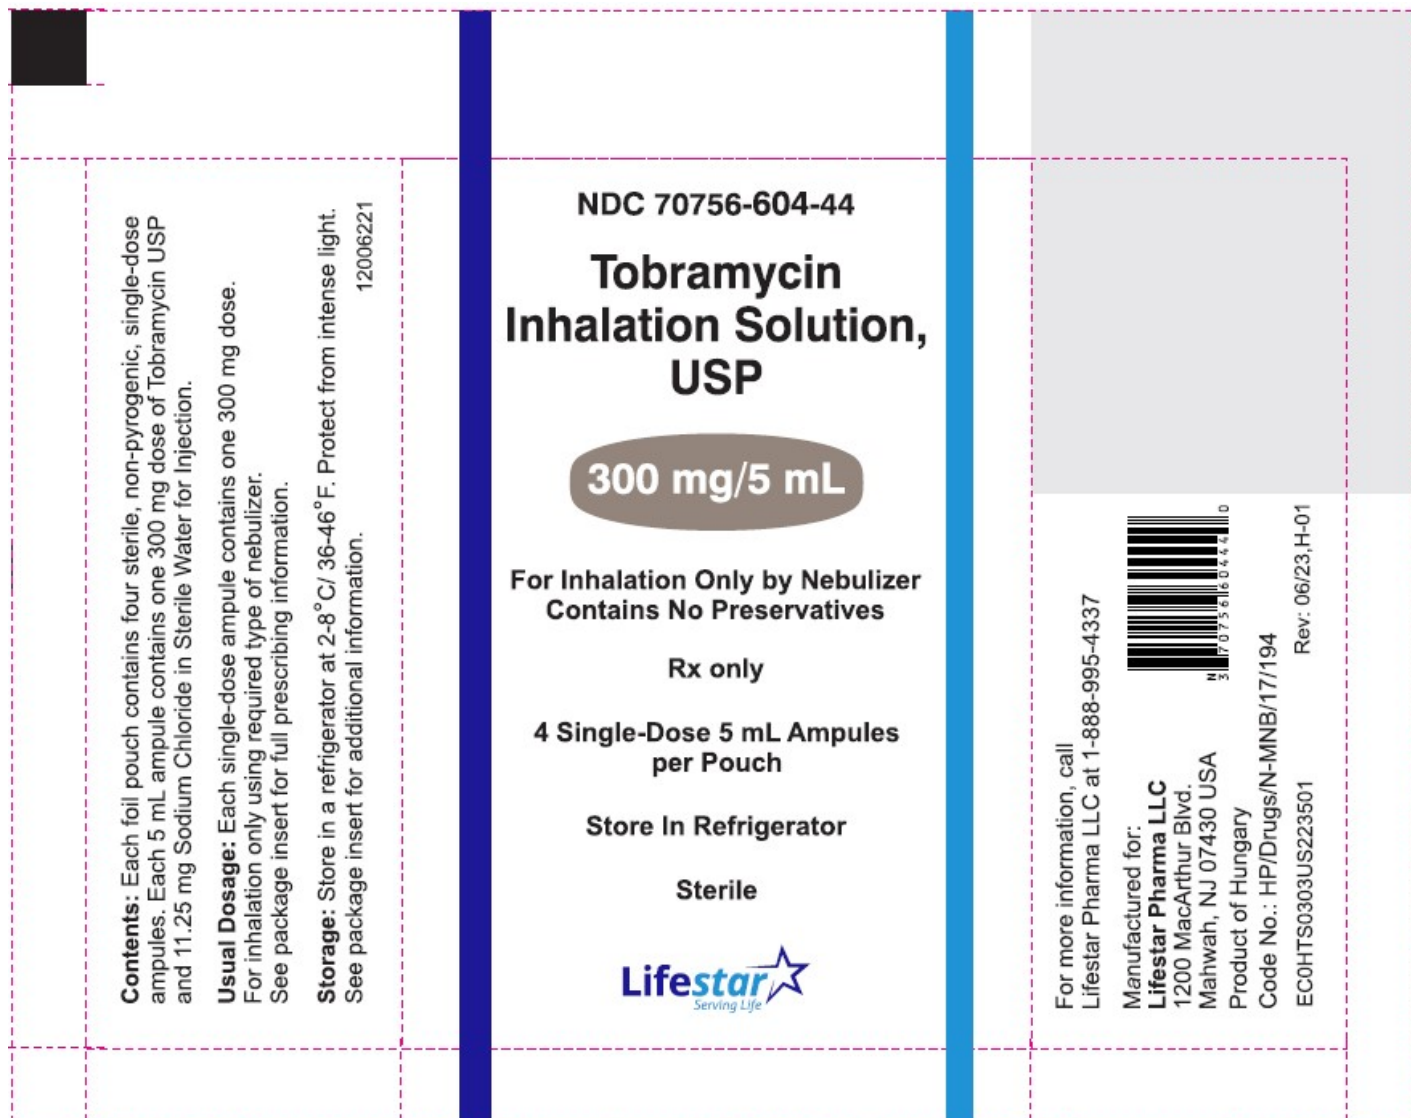 Contents: Each foil pouch contains four sterile, non-pyrogenic, single-dose
ampules. Each 5 mL ampule contains one 300 mg dose of Tobramycin USP
and 11.25 mg Sodium Chloride in Sterile Water for Injection.
Usual Dosage: Each single-dose ampule contains one 300 mg dose.
For inhalation only using required type of nebulizer.
See package insert for full prescribing information.
Storage: Store in a refrigerator at 2-8°C/ 36-46°F. Protect from intense light.
See package insert for additional information.
12006221
NDC 70756-604-44
Tobramycin
Inhalation Solution,
USP
300 mg/5 mL
For Inhalation Only by Nebulizer
Contains No Preservatives
Rx only
4 Single-Dose 5 mL Ampules
per Pouch
Store In Refrigerator
Sterile
Lifestar
Serving Life
For more information, call
Lifestar Pharma LLC at 1-888-995-4337
Manufactured for:
Lifestar Pharma LLC
1200 MacArthur Blvd.
Mahwah, NJ 07430 USA
Product of Hungary
Code No.: HP/Drugs/N-MNB/17/194
EC0HTS0303US223501
Rev: 06/23,H-01
N
3 70756 60444 0